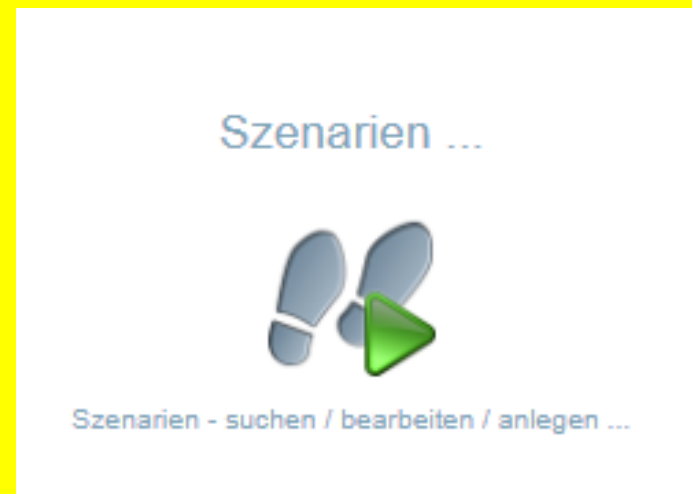 Szenarien ...
Szenarien - suchen / bearbeiten / anlegen ...